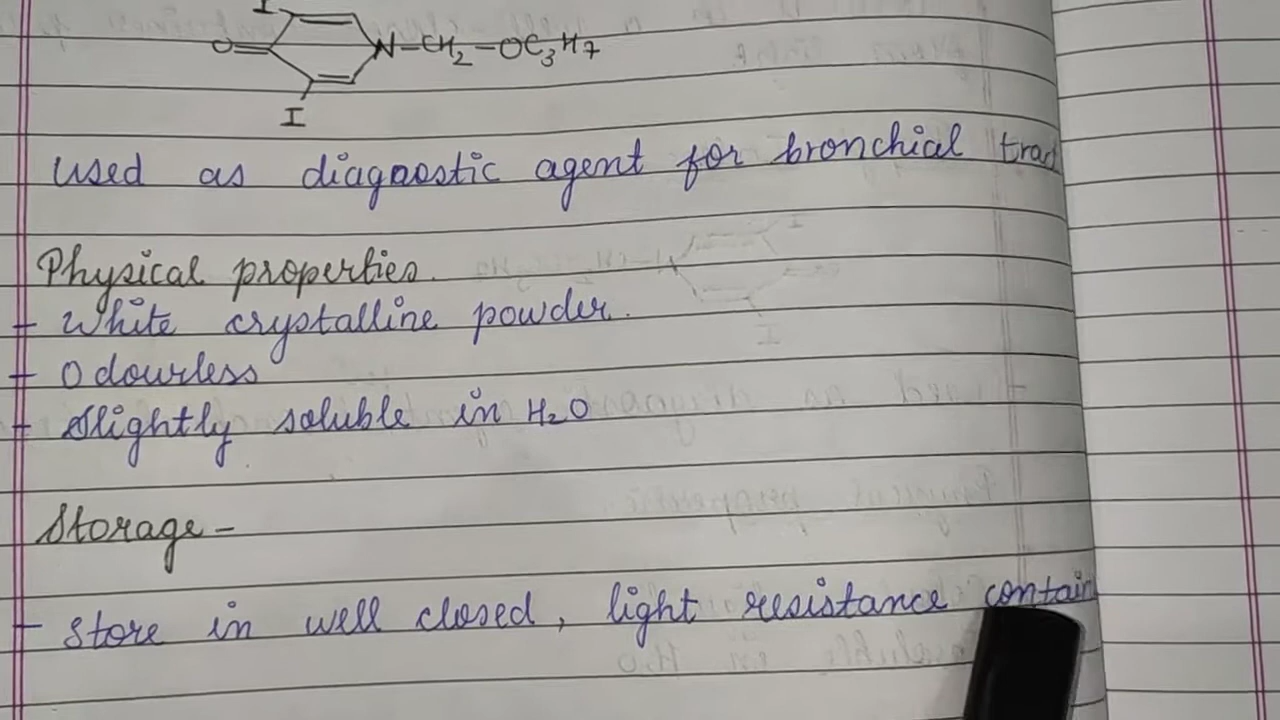 I
O=
N-CH2-OC3H7
I
used as diagnostic agent for bronchial trac
Physical properties.
- White crystalline powder.
- Odourless
- Slightly soluble in H2O
Storage -
- Store in well closed, light resistance contain